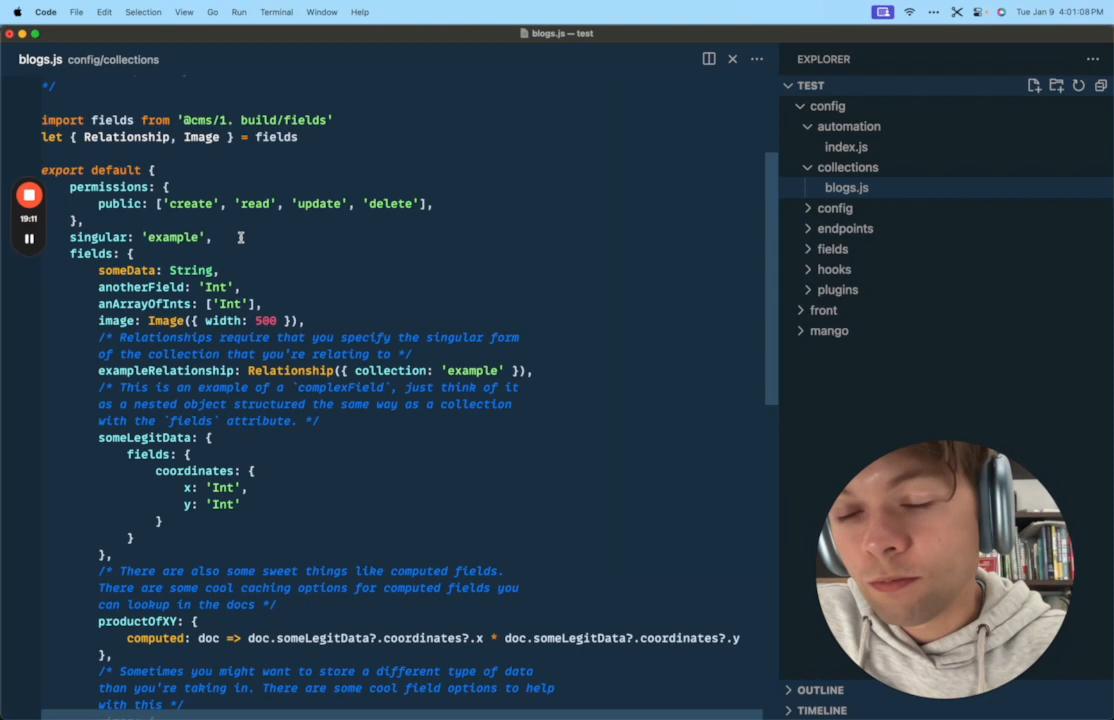 Code File Edit Selection View Go Run Terminal Window Help Tue Jan 9 4:01:08 PM
blogs.js — test
blogs.js config/collections
*/
import fields from '@cms/1. build/fields'
let { Relationship, Image } = fields
export default {
permissions: {
public: ['create', 'read', 'update', 'delete'],
},
singular: 'example',
fields: {
someData: String,
anotherField: 'Int',
anArrayOfInts: ['Int'],
image: Image({ width: 500 }),
/* Relationships require that you specify the singular form
of the collection that you're relating to */
exampleRelationship: Relationship({ collection: 'example' }),
/* This is an example of a `complexField`, just think of it
as a nested object structured the same way as a collection
with the `fields` attribute. */
someLegitData: {
fields: {
coordinates: {
x: 'Int',
y: 'Int'
}
}
},
/* There are also some sweet things like computed fields.
There are some cool caching options for computed fields you
can lookup in the docs */
productOfXY: {
computed: doc => doc.someLegitData?.coordinates?.x * doc.someLegitData?.coordinates?.y
},
/* Sometimes you might want to store a different type of data
than you're taking in. There are some cool field options to help
with this */
19:11
EXPLORER
TEST
config
automation
index.js
collections
blogs.js
config
endpoints
fields
hooks
plugins
front
mango
OUTLINE
TIMELINE